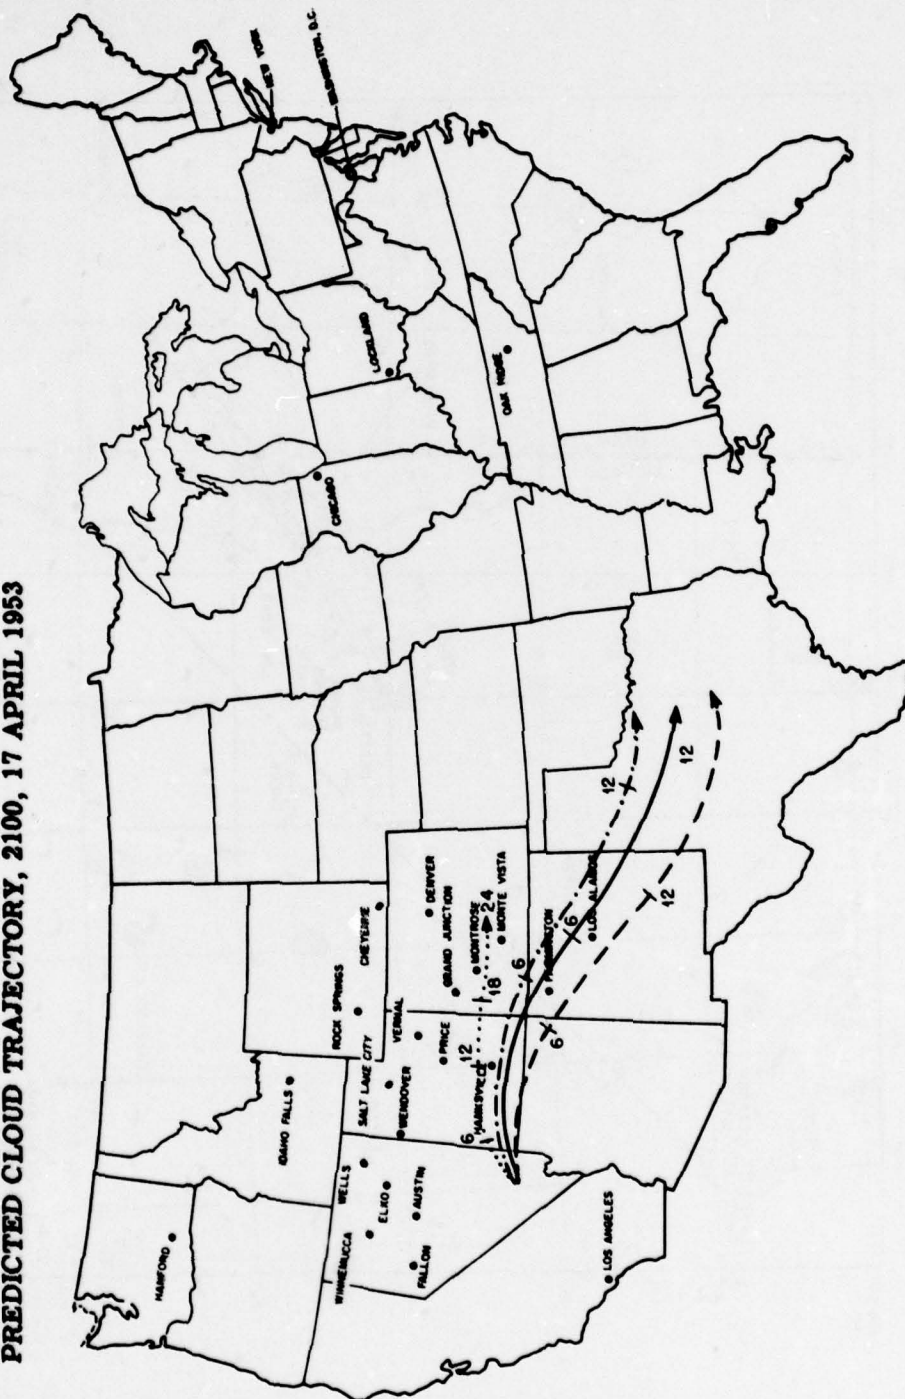 PREDICTED CLOUD TRAJECTORY, 2100, 17 APRIL 1953
HANFORD
IDAHO FALLS
WINNEMUCCA
WELLS
ELKO
AUSTIN
FALLON
LOS ANGELES
SALT LAKE CITY
WENDOVER
ROCK SPRINGS
CHEYENNE
VERNAL
PRICE
HANKSVILLE
GRAND JUNCTION
DENVER
MONTROSE
MONTE VISTA
FARMINGTON
LOS ALAMOS
CHICAGO
LOCKLAND
OAK RIDGE
NEW YORK
WASHINGTON, D.C.
6
12
18
24
6
12
6
12
6
12